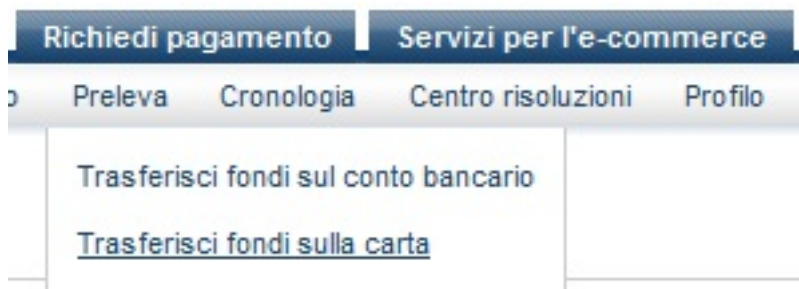 Richiedi pagamento Servizi per l'e-commerce
Preleva Cronologia Centro risoluzioni Profilo
Trasferisci fondi sul conto bancario
Trasferisci fondi sulla carta